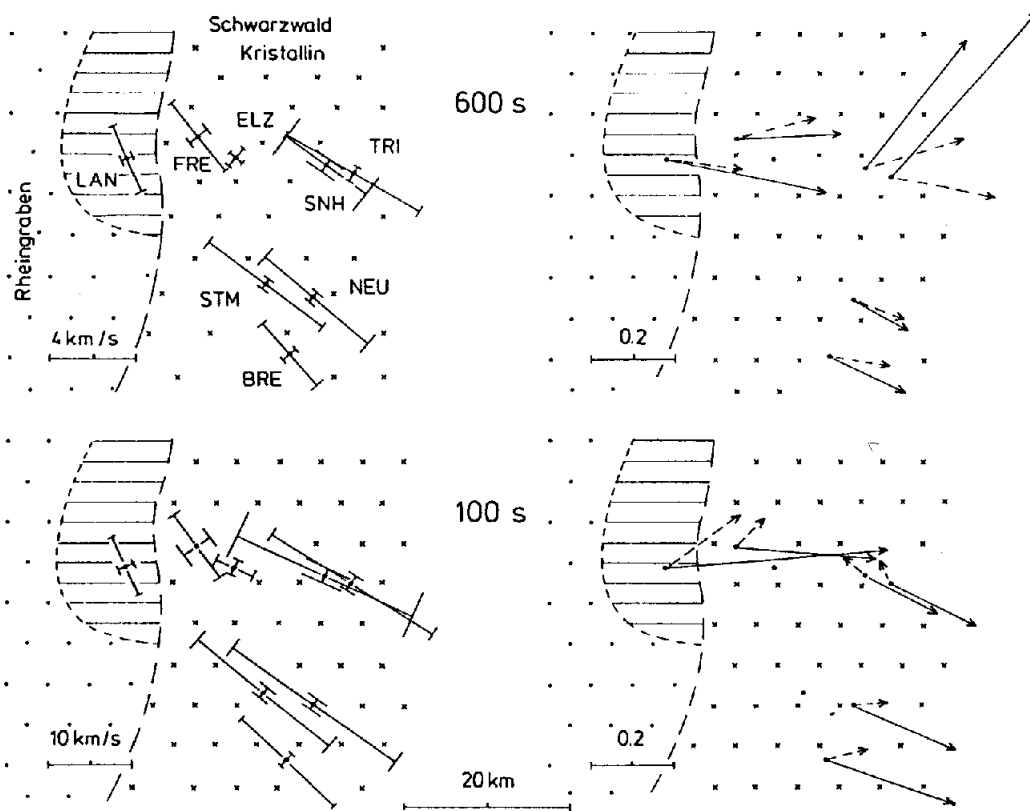 Schwarzwald
Kristallin
600 s
ELZ
TRI
FRE
LAN
SNH
Rheingraben
STM
NEU
4 km/s
0.2
BRE
100 s
10 km/s
0.2
20 km